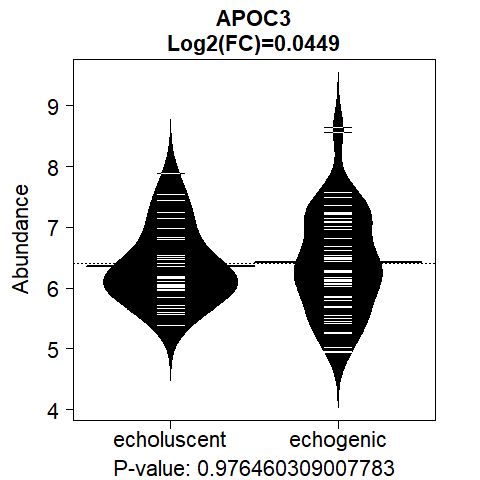 APOC3
Log2(FC)=0.0449
Abundance
9
8
7
6
5
4
echoluscent echogenic
P-value: 0.976460309007783